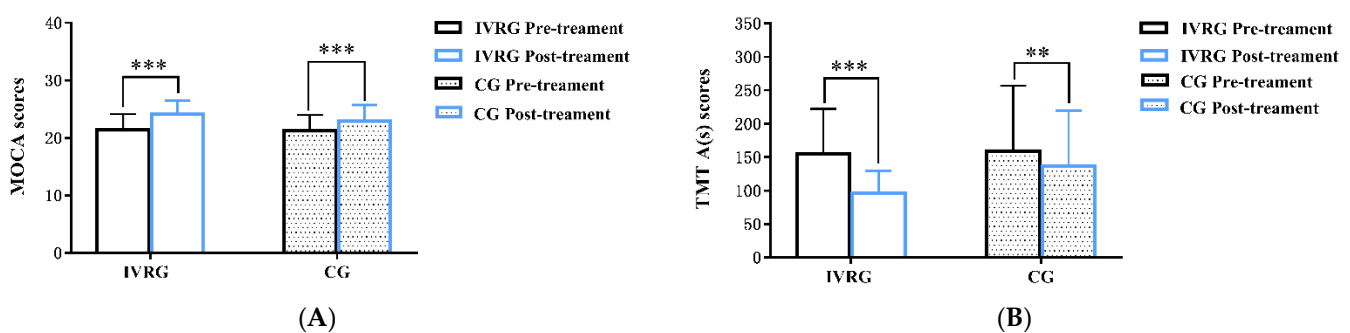 40
30
20
10
0
MOCA scores
***
***
IVRG
CG
IVRG Pre-treament
IVRG Post-treament
CG Pre-treament
CG Post-treament
(A)
350
300
250
200
150
100
50
0
TMT A(s) scores
***
**
IVRG
CG
IVRG Pre-treament
IVRG Post-treament
CG Pre-treament
CG Post-treament
(B)